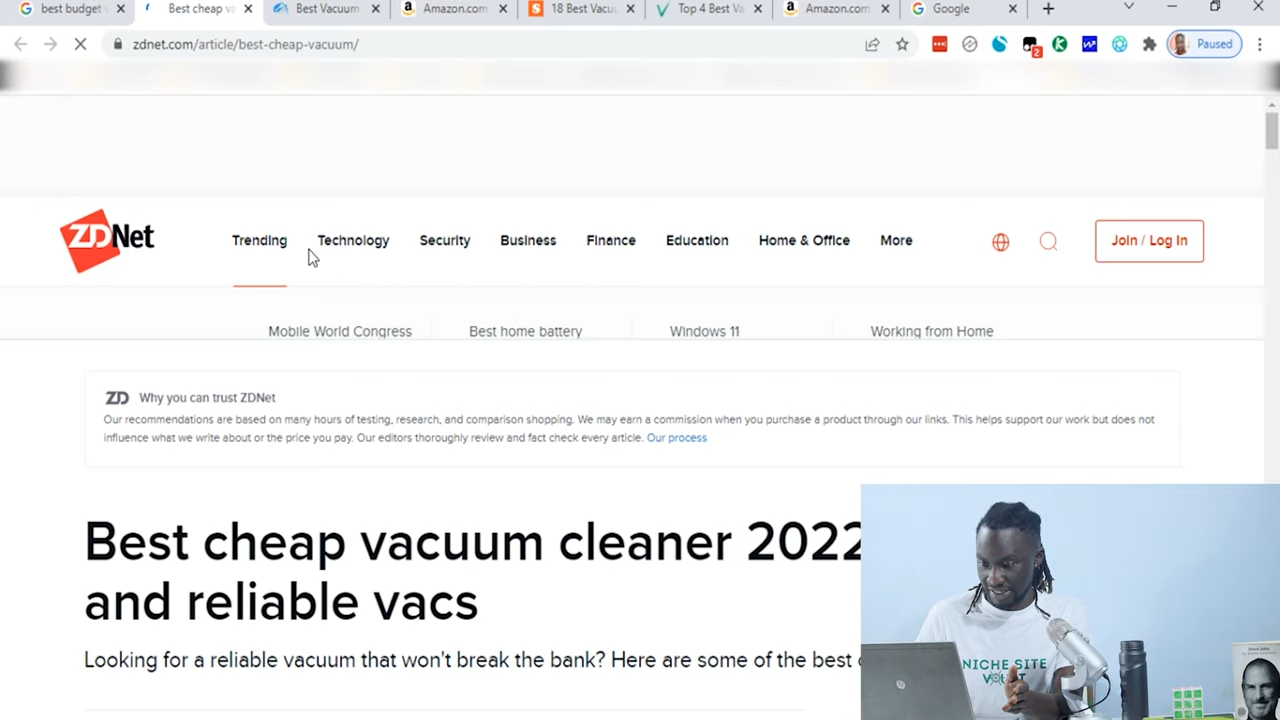 best budget
Best cheap va
Best Vacuum
Amazon.com
18 Best Vacu
Top 4 Best Va
Amazon.com
Google
zdnet.com/article/best-cheap-vacuum/
2
Paused
ZDNet
Trending
Technology
Security
Business
Finance
Education
Home & Office
More
Join / Log In
Mobile World Congress
Best home battery
Windows 11
Working from Home
ZD Why you can trust ZDNet
Our recommendations are based on many hours of testing, research, and comparison shopping. We may earn a commission when you purchase a product through our links. This helps support our work but does not
influence what we write about or the price you pay. Our editors thoroughly review and fact check every article. Our process
Best cheap vacuum cleaner 2022
and reliable vacs
Looking for a reliable vacuum that won't break the bank? Here are some of the best
NICHE SITE
Steve Jobs